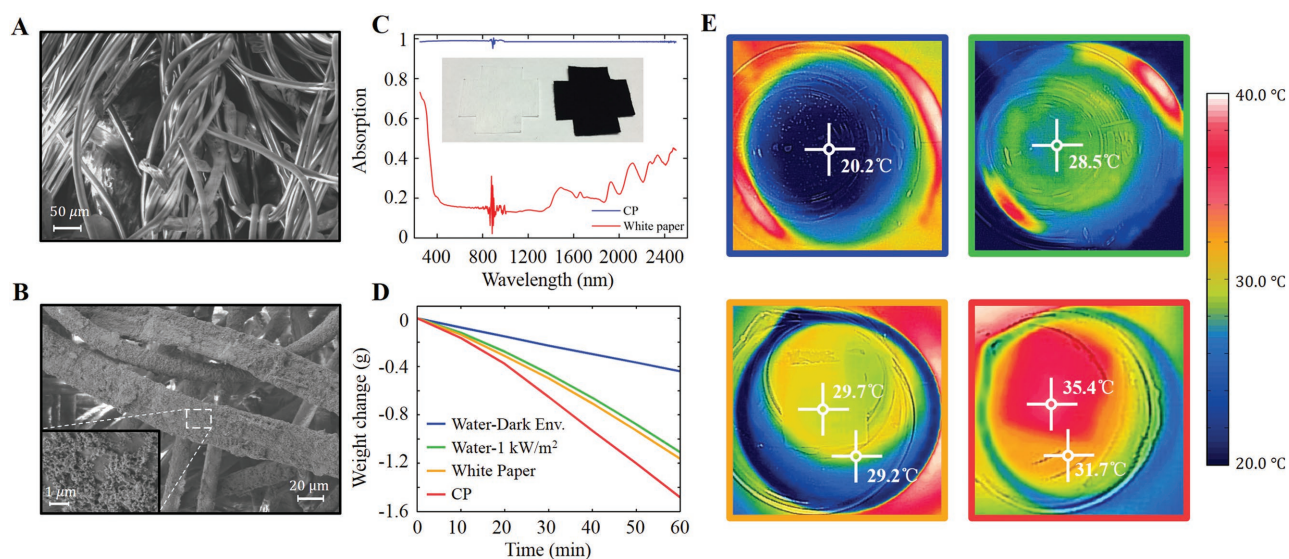 A
50 μm
B
1 μm
20 μm
C
Absorption
1
0.8
0.6
0.4
0.2
0
CP
White paper
400 800 1200 1600 2000 2400
Wavelength (nm)
D
Weight change (g)
0
-0.4
-0.8
-1.2
-1.6
Water-Dark Env.
Water-1 kW/m²
White Paper
CP
0 10 20 30 40 50 60
Time (min)
E
20.2℃
28.5℃
29.7℃
29.2℃
35.4℃
31.7℃
40.0 ℃
30.0 ℃
20.0 ℃